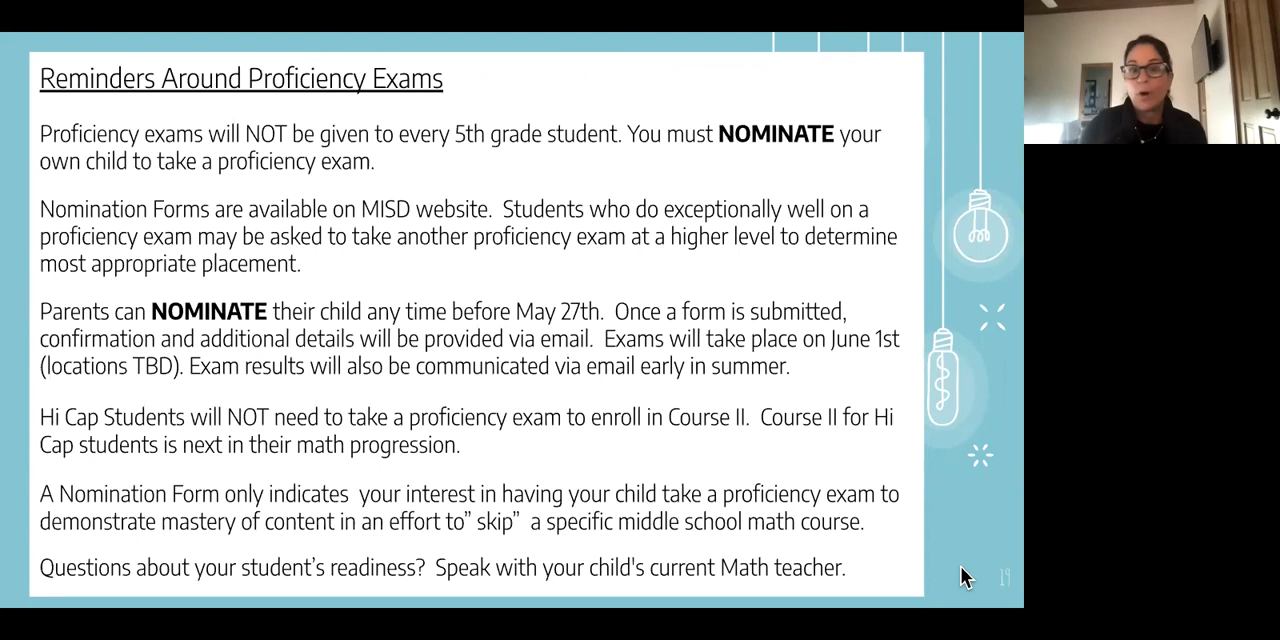 Reminders Around Proficiency Exams
Proficiency exams will NOT be given to every 5th grade student. You must NOMINATE your
own child to take a proficiency exam.
Nomination Forms are available on MISD website.  Students who do exceptionally well on a
proficiency exam may be asked to take another proficiency exam at a higher level to determine
most appropriate placement.
Parents can NOMINATE their child any time before May 27th.  Once a form is submitted,
confirmation and additional details will be provided via email.  Exams will take place on June 1st
(locations TBD). Exam results will also be communicated via email early in summer.
Hi Cap Students will NOT need to take a proficiency exam to enroll in Course II.  Course II for Hi
Cap students is next in their math progression.
A Nomination Form only indicates  your interest in having your child take a proficiency exam to
demonstrate mastery of content in an effort to” skip”  a specific middle school math course.
Questions about your student’s readiness?  Speak with your child's current Math teacher.
19